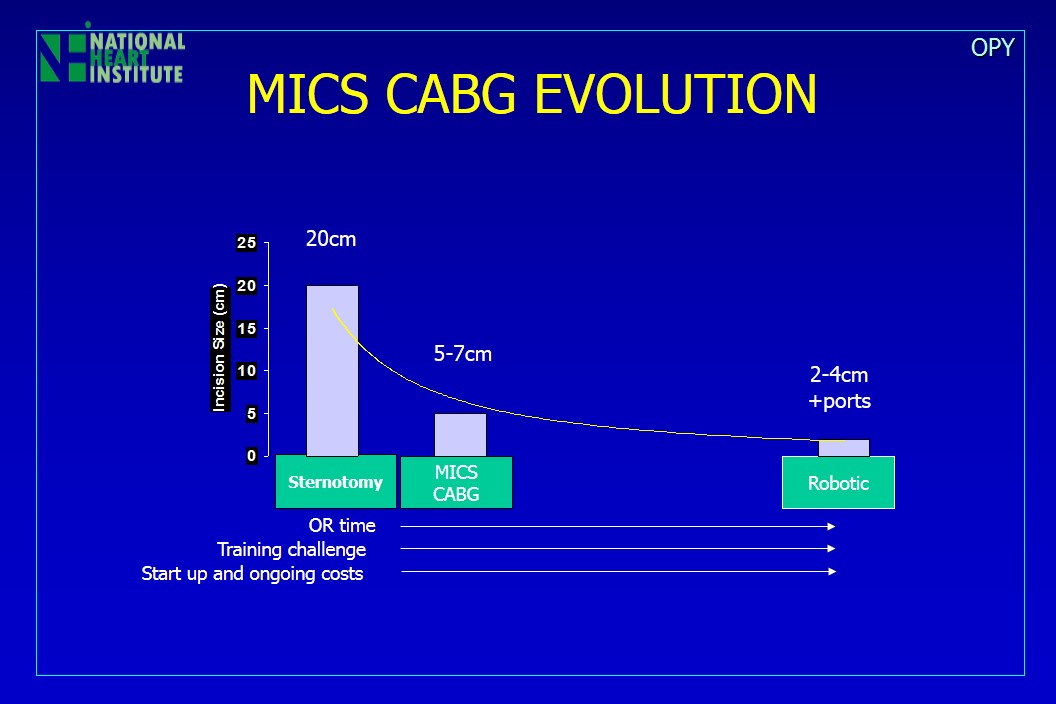 NATIONAL
HEART
INSTITUTE
OPY
MICS CABG EVOLUTION
Incision Size (cm)
25
20
15
10
5
0
20cm
5-7cm
2-4cm
+ports
Sternotomy
MICS
CABG
Robotic
OR time
Training challenge
Start up and ongoing costs